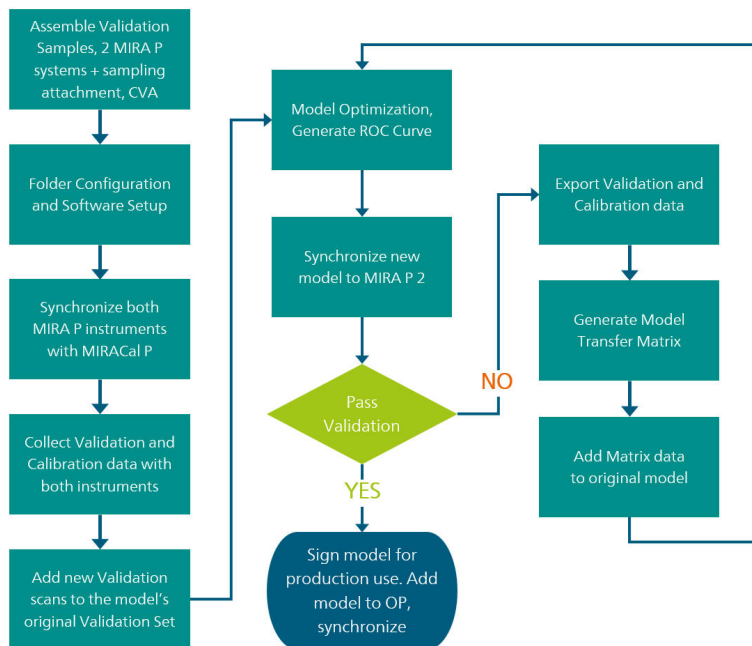 Assemble Validation
Samples, 2 MIRA P
systems + sampling
attachment, CVA
Folder Configuration
and Software Setup
Synchronize both
MIRA P instruments
with MIRACal P
Collect Validation and
Calibration data with
both instruments
Add new Validation
scans to the model’s
original Validation Set
Model Optimization,
Generate ROC Curve
Synchronize new
model to MIRA P 2
Pass
Validation
YES
Sign model for
production use. Add
model to OP,
synchronize
NO
Export Validation and
Calibration data
Generate Model
Transfer Matrix
Add Matrix data
to original model